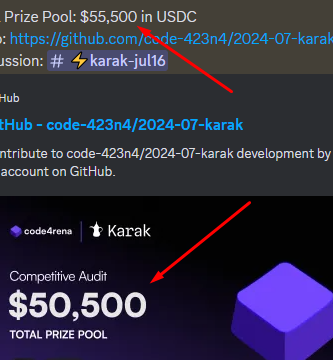 Prize Pool: $55,500 in USDC
https://github.com/code-423n4/2024-07-karak
ussion: # ⚡karak-jul16
Hub
tHub - code-423n4/2024-07-karak
ntribute to code-423n4/2024-07-karak development by
account on GitHub.
code4rena | Karak
Competitive Audit
$50,500
TOTAL PRIZE POOL